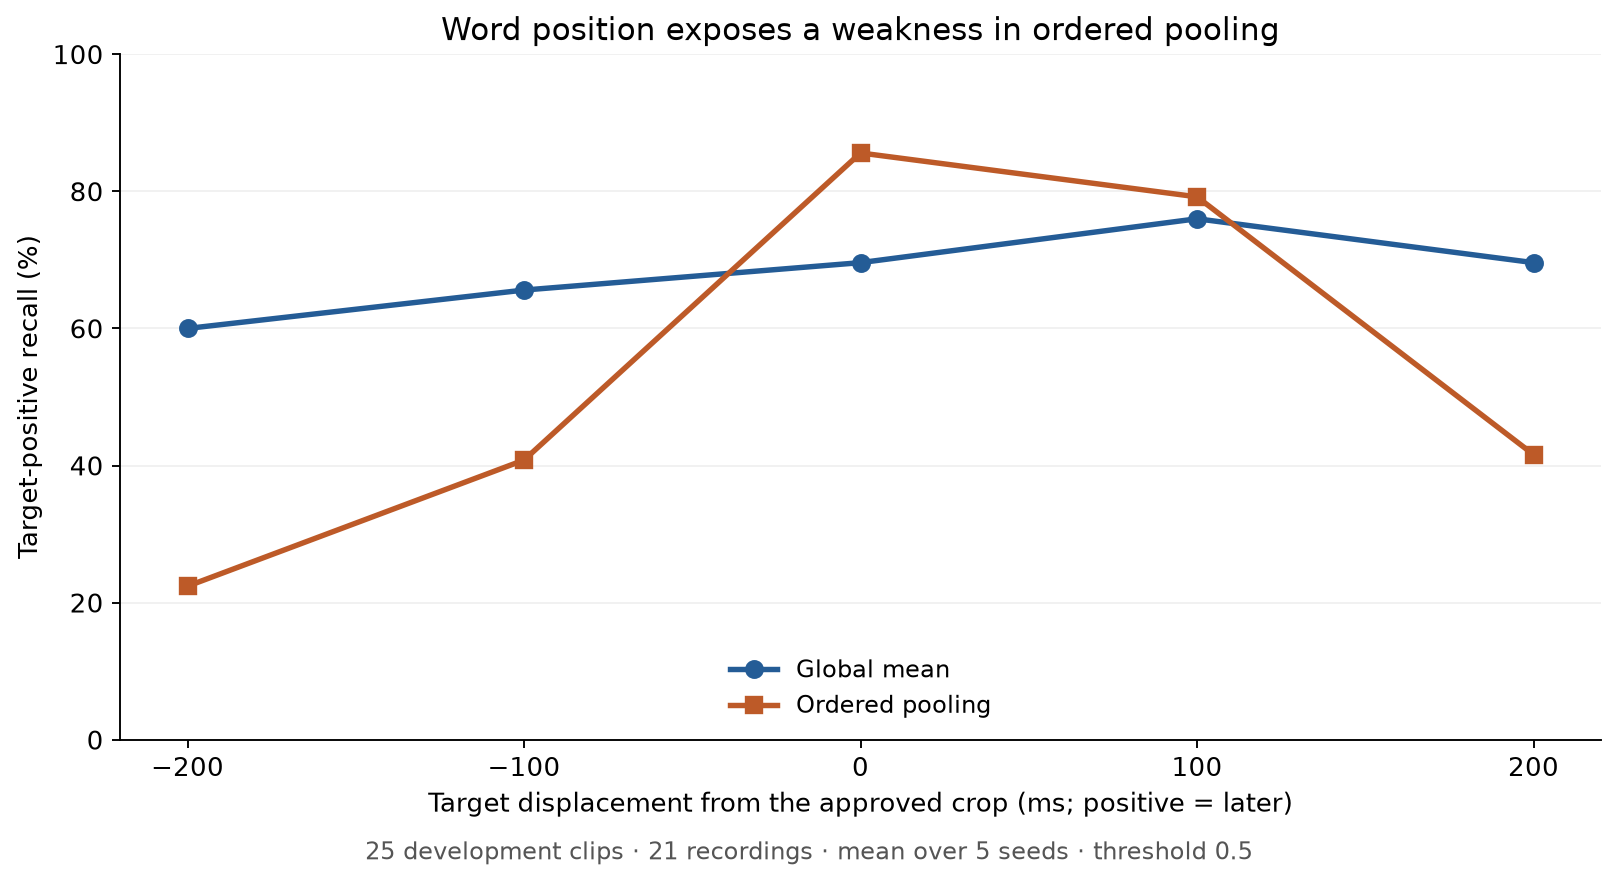 Word position exposes a weakness in ordered pooling
Target-positive recall (%)
100
80
60
40
20
0
Global mean
Ordered pooling
−200
−100
0
100
200
Target displacement from the approved crop (ms; positive = later)
25 development clips · 21 recordings · mean over 5 seeds · threshold 0.5